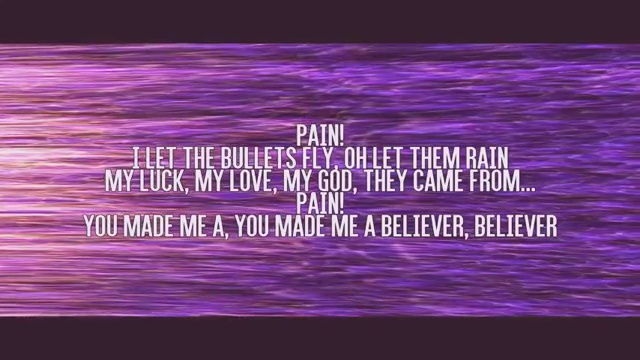 PAIN!
I LET THE BULLETS FLY, OH LET THEM RAIN
MY LUCK, MY LOVE, MY GOD, THEY CAME FROM...
PAIN!
YOU MADE ME A, YOU MADE ME A BELIEVER, BELIEVER